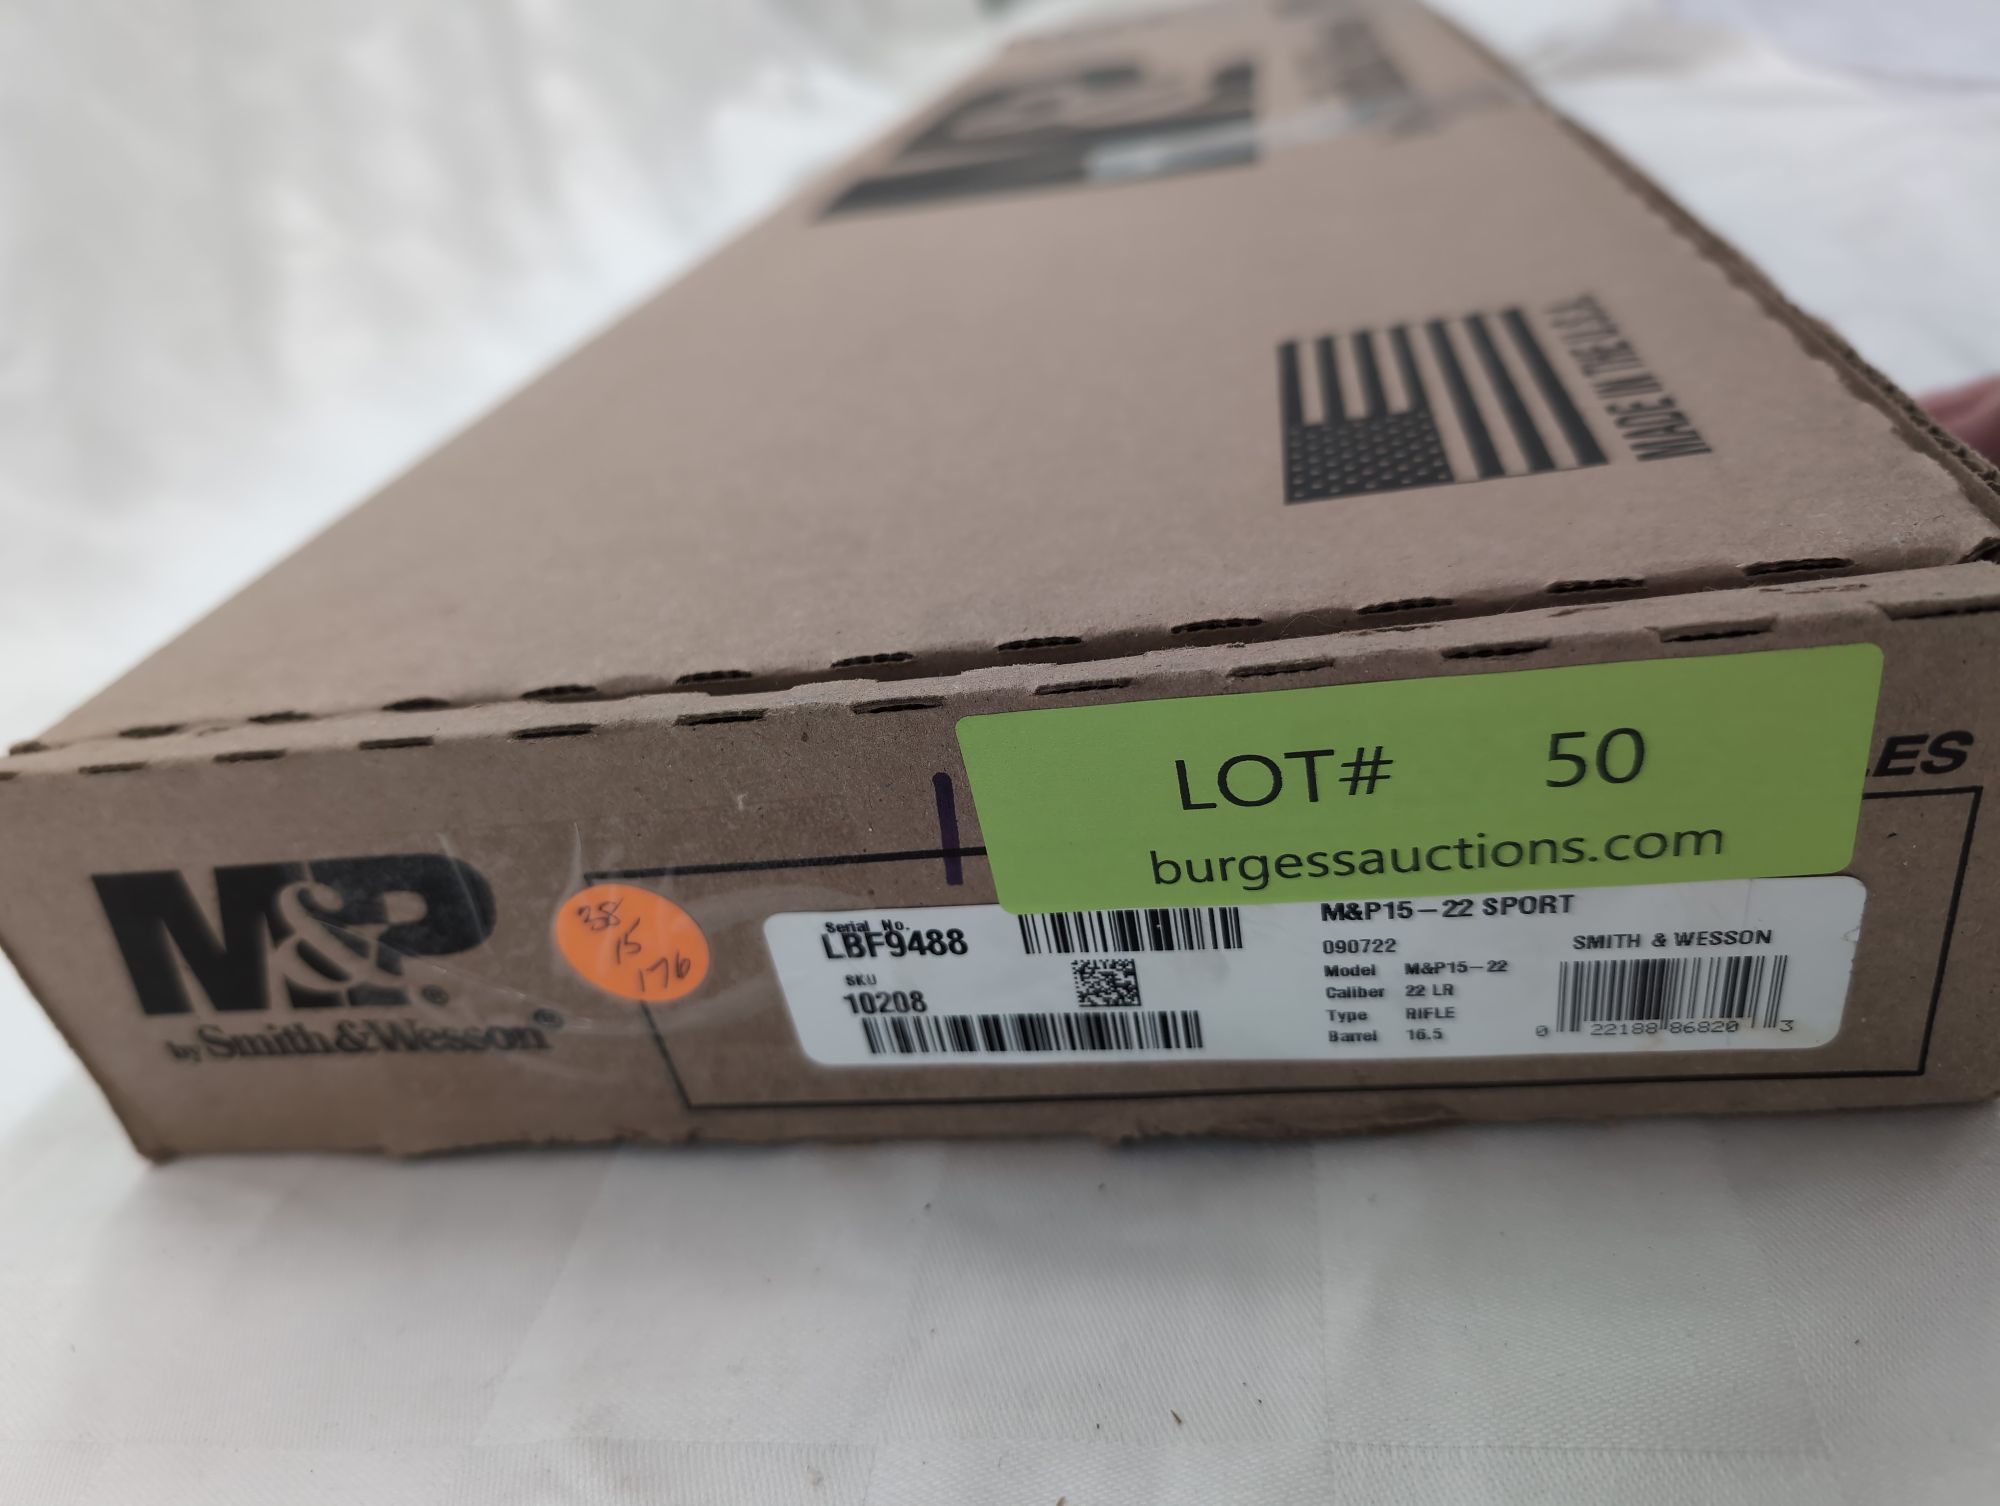 MADE IN THE U.S.A.
LOT# 50
burgessauctions.com
LES
M&P®
by Smith & Wesson®
38
15
176
Serial No.
LBF9488
SKU
10208
M&P15-22 SPORT
090722
SMITH & WESSON
Model M&P15-22
Caliber 22 LR
Type RIFLE
Barrel 16.5
0 22188 86820 3